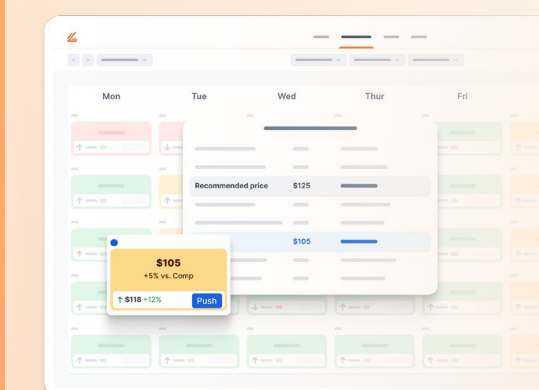 Mon Tue Wed Thur Fri
Recommended price $125
$105
$105
+5% vs. Comp
↑ $118 +12% Push